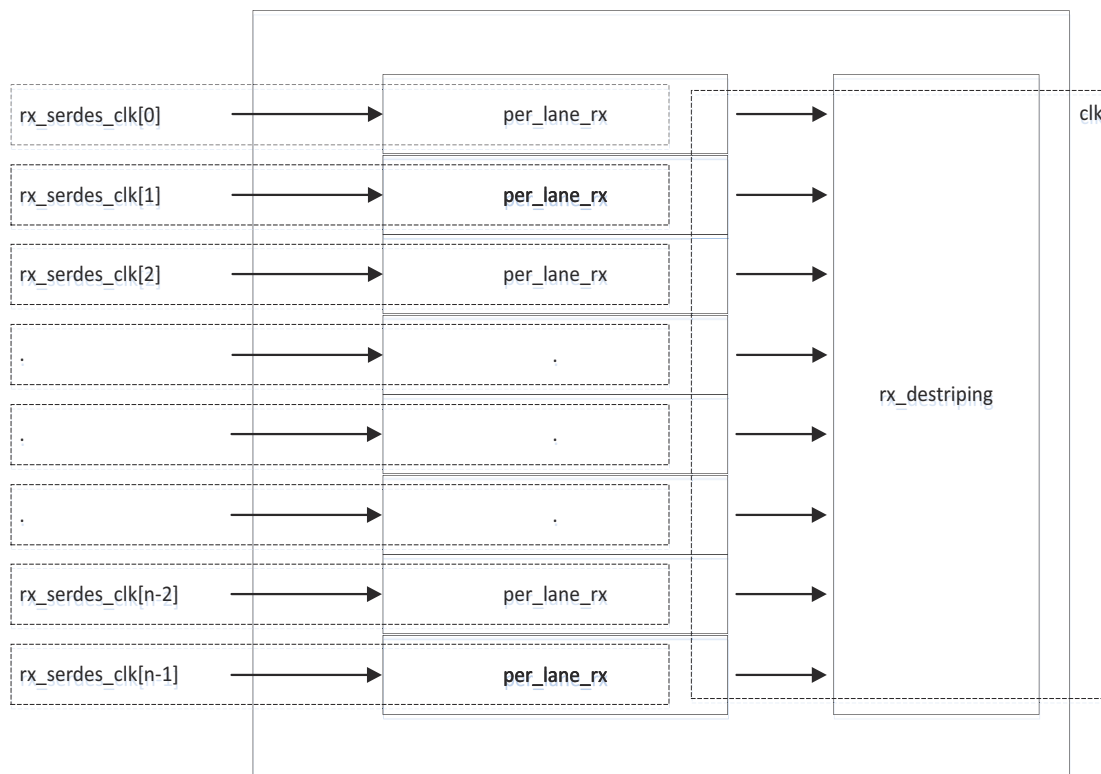 rx_serdes_clk[0] per_lane_rx clk
rx_serdes_clk[1] per_lane_rx
rx_serdes_clk[2] per_lane_rx
. .
rx_destriping
. .
. .
rx_serdes_clk[n-2] per_lane_rx
rx_serdes_clk[n-1] per_lane_rx